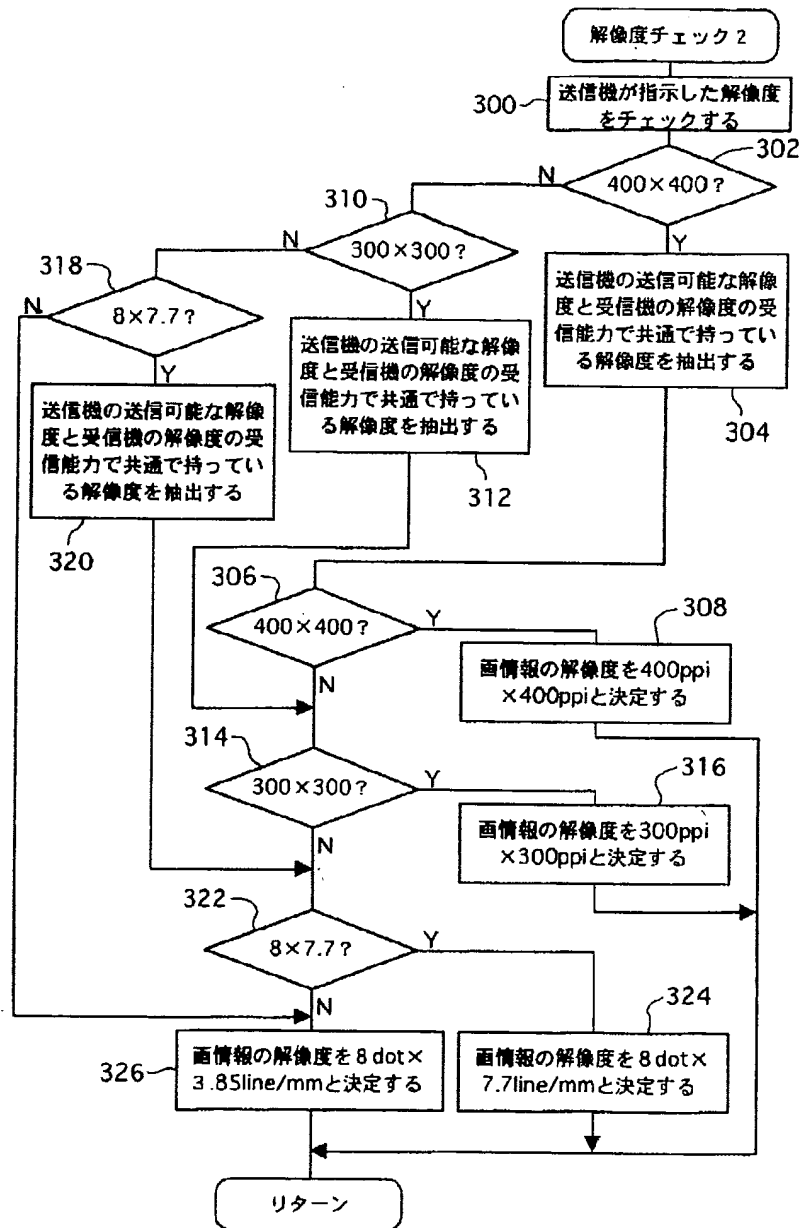 解像度チェック2
300
送信機が指示した解像度
をチェックする
302
400×400?
N
Y
310
300×300?
N
Y
318
8×7.7?
N
Y
送信機の送信可能な解像
度と受信機の解像度の受
信能力で共通で持ってい
る解像度を抽出する
304
送信機の送信可能な解像
度と受信機の解像度の受
信能力で共通で持ってい
る解像度を抽出する
312
送信機の送信可能な解像
度と受信機の解像度の受
信能力で共通で持ってい
る解像度を抽出する
320
306
400×400?
Y
N
308
画情報の解像度を400ppi
×400ppiと決定する
314
300×300?
Y
N
316
画情報の解像度を300ppi
×300ppiと決定する
322
8×7.7?
Y
N
324
画情報の解像度を8dot×
7.7line/mmと決定する
326
画情報の解像度を8dot×
3.85line/mmと決定する
リターン